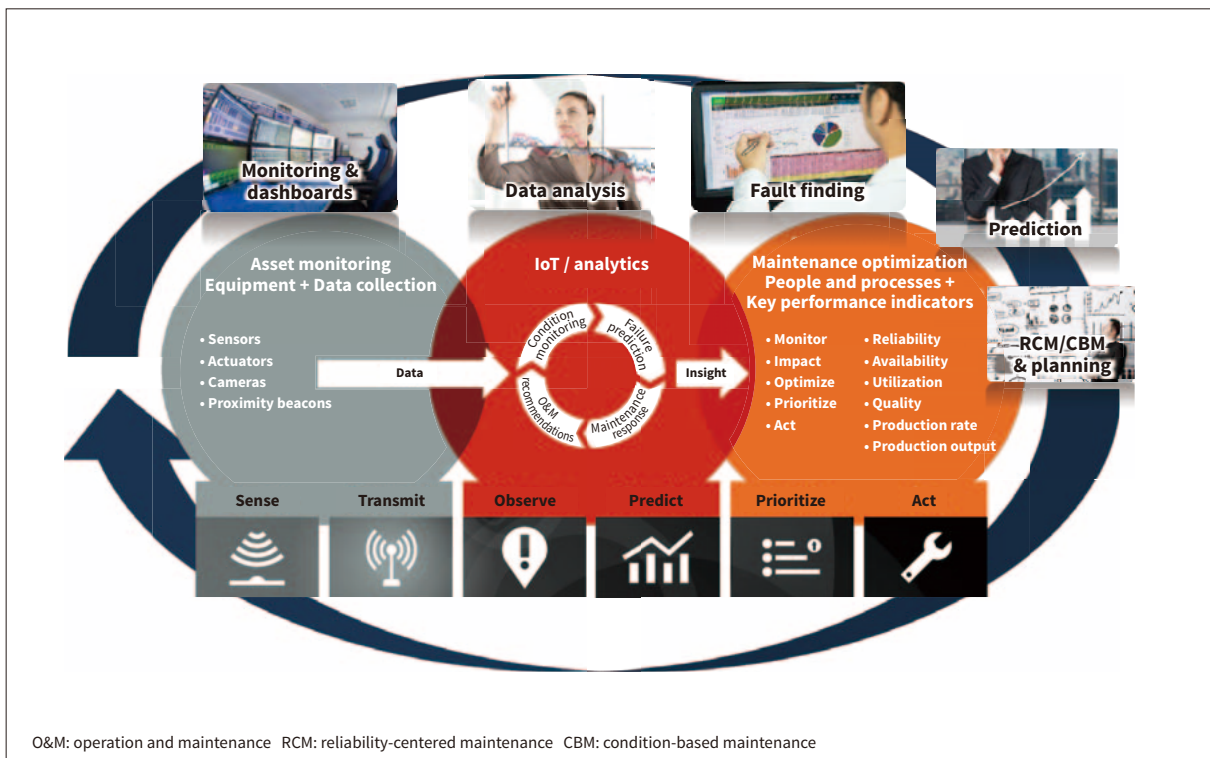 Monitoring &
dashboards
Data analysis
Fault finding
Prediction
RCM/CBM
& planning
Asset monitoring
Equipment + Data collection
• Sensors
• Actuators
• Cameras
• Proximity beacons
Data
IoT / analytics
Condition
monitoring
Failure
prediction
Maintenance
response
O&M
recommendations
Insight
Maintenance optimization
People and processes +
Key performance indicators
• Monitor
• Impact
• Optimize
• Prioritize
• Act
• Reliability
• Availability
• Utilization
• Quality
• Production rate
• Production output
Sense
Transmit
Observe
Predict
Prioritize
Act
O&M: operation and maintenance RCM: reliability-centered maintenance CBM: condition-based maintenance